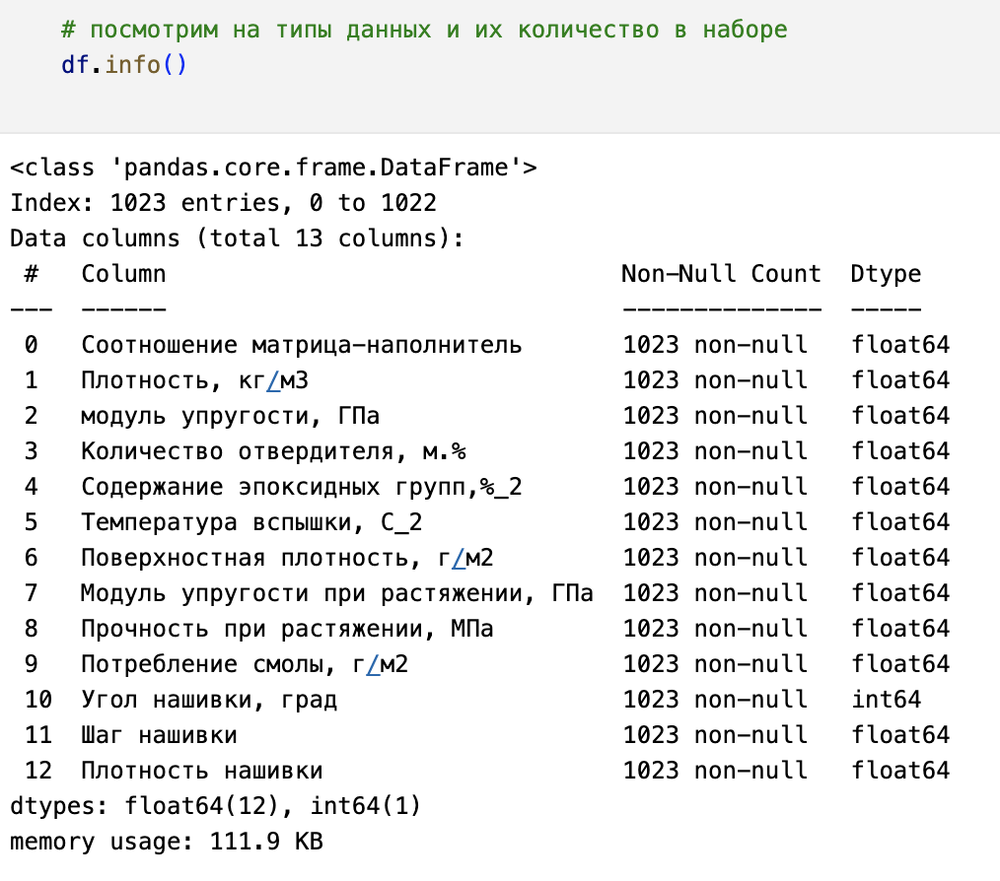 # посмотрим на типы данных и их количество в наборе
df.info()
<class 'pandas.core.frame.DataFrame'>
Index: 1023 entries, 0 to 1022
Data columns (total 13 columns):
 #   Column                                Non-Null Count  Dtype
---  ------                                --------------  -----
 0   Соотношение матрица-наполнитель       1023 non-null   float64
 1   Плотность, кг/м3                      1023 non-null   float64
 2   модуль упругости, ГПа                 1023 non-null   float64
 3   Количество отвердителя, м.%           1023 non-null   float64
 4   Содержание эпоксидных групп,%_2       1023 non-null   float64
 5   Температура вспышки, С_2              1023 non-null   float64
 6   Поверхностная плотность, г/м2         1023 non-null   float64
 7   Модуль упругости при растяжении, ГПа  1023 non-null   float64
 8   Прочность при растяжении, МПа         1023 non-null   float64
 9   Потребление смолы, г/м2               1023 non-null   float64
 10  Угол нашивки, град                    1023 non-null   int64
 11  Шаг нашивки                           1023 non-null   float64
 12  Плотность нашивки                     1023 non-null   float64
dtypes: float64(12), int64(1)
memory usage: 111.9 KB